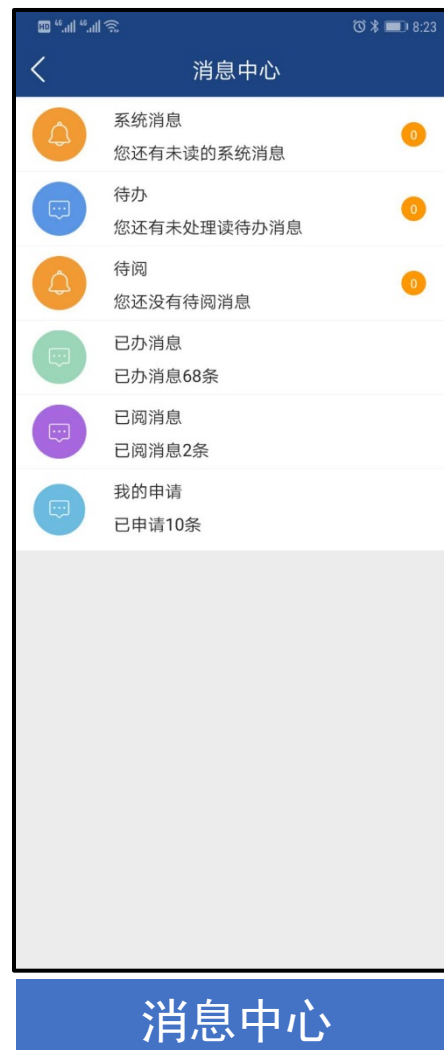 HD 4G 4G 8:23
消息中心
系统消息
您还有未读的系统消息
0
待办
您还有未处理读待办消息
0
待阅
您还没有待阅消息
0
已办消息
已办消息68条
已阅消息
已阅消息2条
我的申请
已申请10条
消息中心